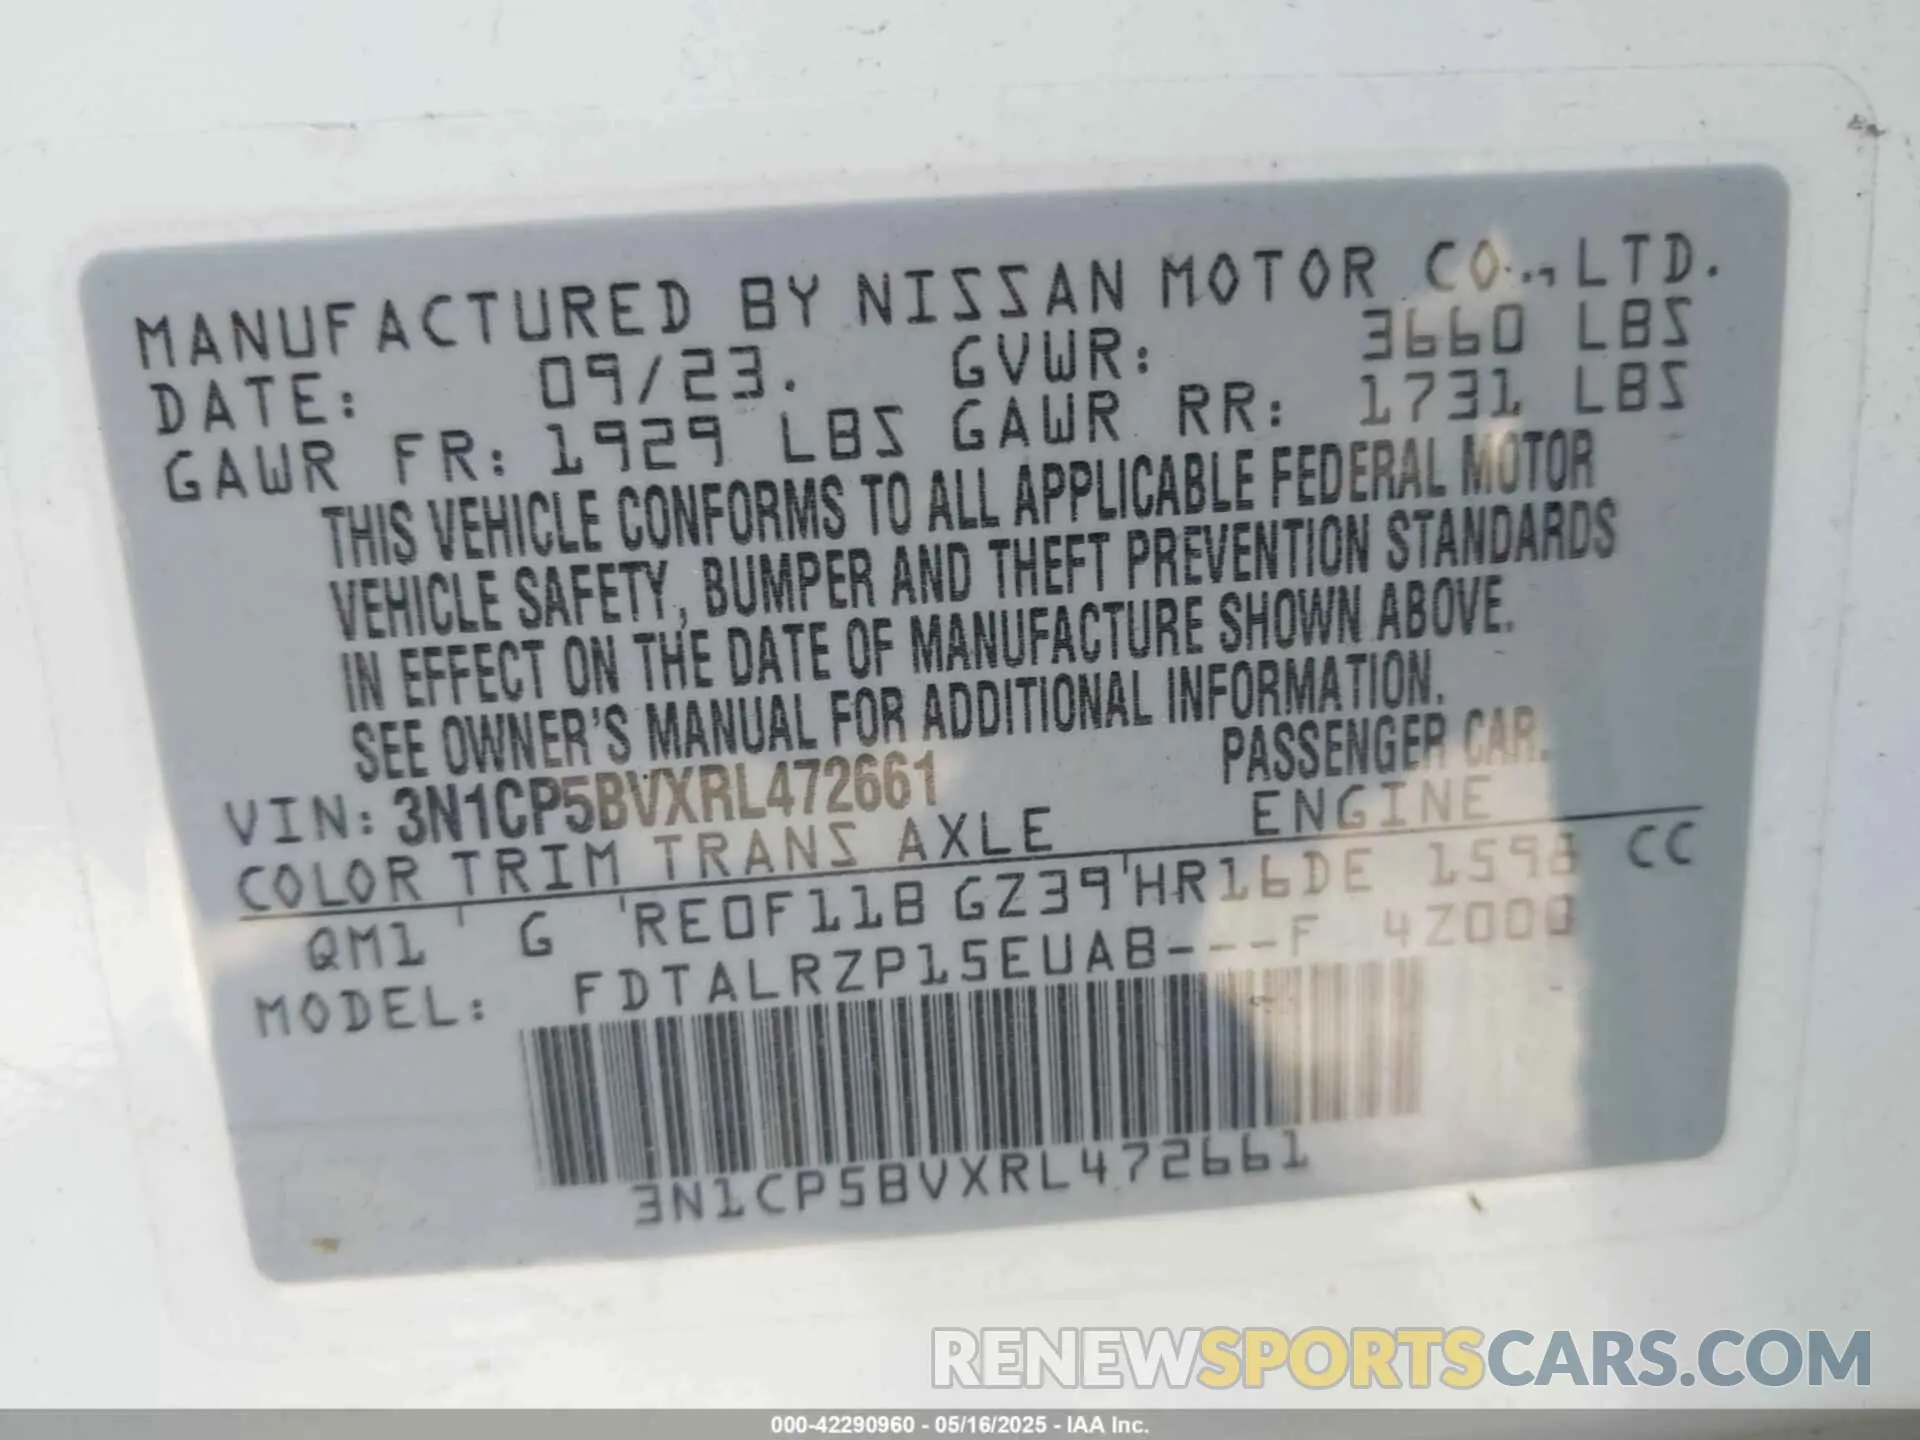 MANUFACTURED BY NISSAN MOTOR CO., LTD.
DATE: 09/23. GVWR: 3660 LBS
GAWR FR: 1929 LBS GAWR RR: 1731 LBS
THIS VEHICLE CONFORMS TO ALL APPLICABLE FEDERAL MOTOR
VEHICLE SAFETY, BUMPER AND THEFT PREVENTION STANDARDS
IN EFFECT ON THE DATE OF MANUFACTURE SHOWN ABOVE.
SEE OWNER'S MANUAL FOR ADDITIONAL INFORMATION.
VIN: 3N1CP5BVXRL472661 PASSENGER CAR.
COLOR TRIM TRANS AXLE ENGINE
QM1 ' G 'RE0F11B GZ39'HR16DE 1598 CC
MODEL: FDTALRZP15EUAB---F 4Z000
3N1CP5BVXRL472661
RENEWSPORTSCARS.COM
000-42290960 - 05/16/2025 - IAA Inc.